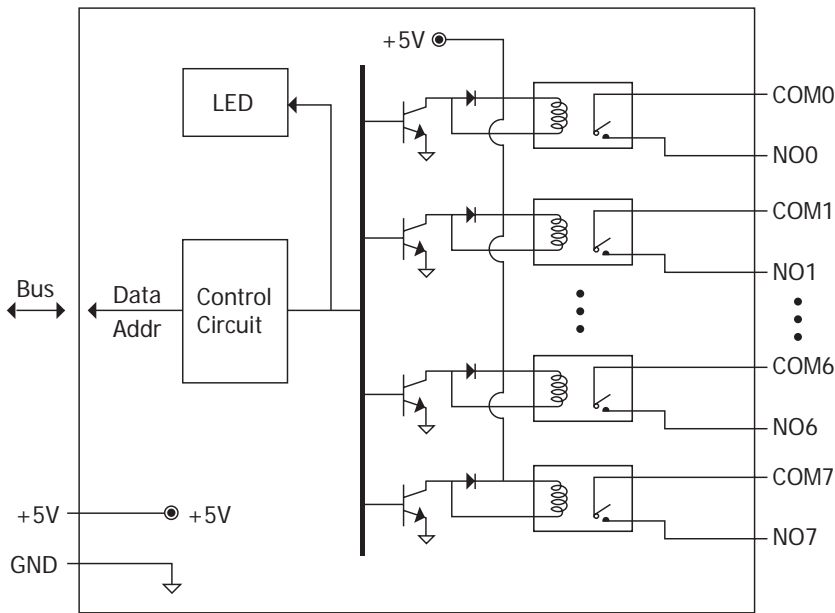 +5V
LED
COM0
NO0
COM1
NO1
Bus
Data
Addr
Control
Circuit
COM6
NO6
COM7
NO7
+5V
+5V
GND